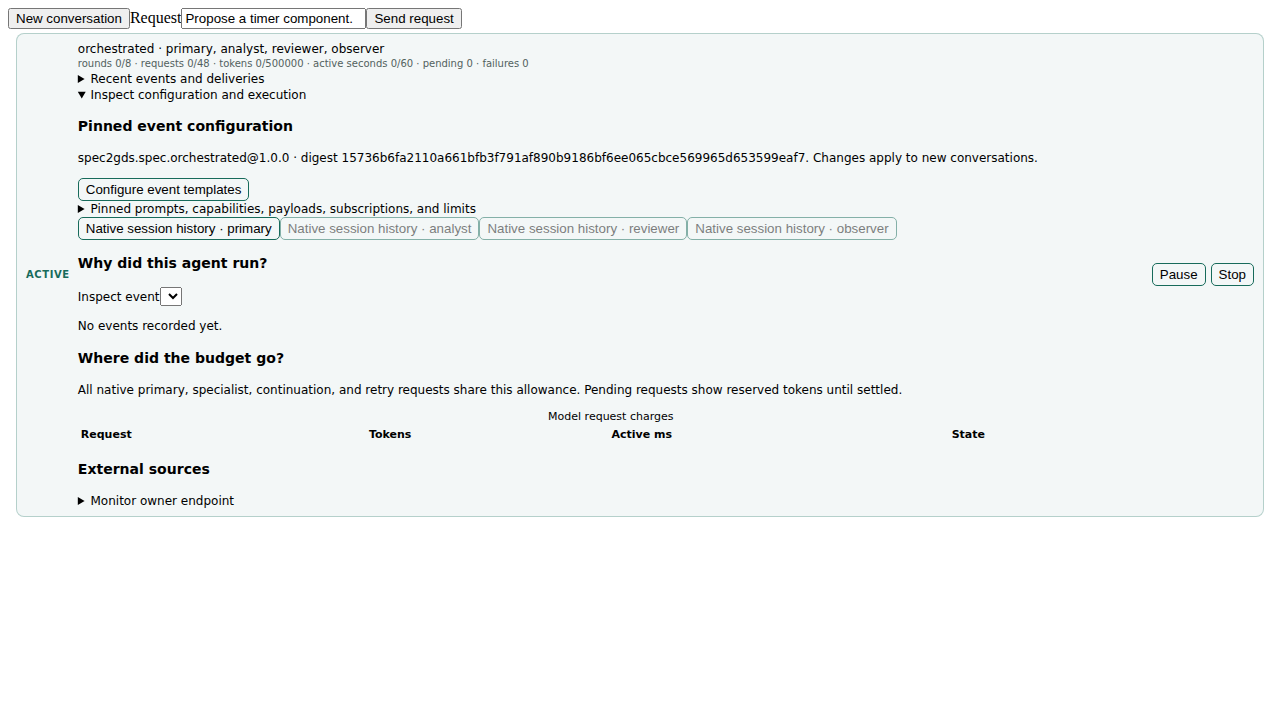 New conversation Request Propose a timer component. Send request
orchestrated · primary, analyst, reviewer, observer
rounds 0/8 · requests 0/48 · tokens 0/500000 · active seconds 0/60 · pending 0 · failures 0
Recent events and deliveries
Inspect configuration and execution
Pinned event configuration
spec2gds.spec.orchestrated@1.0.0 · digest 15736b6fa2110a661bfb3f791af890b9186bf6ee065cbce569965d653599eaf7. Changes apply to new conversations.
Configure event templates
Pinned prompts, capabilities, payloads, subscriptions, and limits
Native session history · primary Native session history · analyst Native session history · reviewer Native session history · observer
Why did this agent run?
ACTIVE
Pause Stop
Inspect event
No events recorded yet.
Where did the budget go?
All native primary, specialist, continuation, and retry requests share this allowance. Pending requests show reserved tokens until settled.
Model request charges
Request Tokens Active ms State
External sources
Monitor owner endpoint